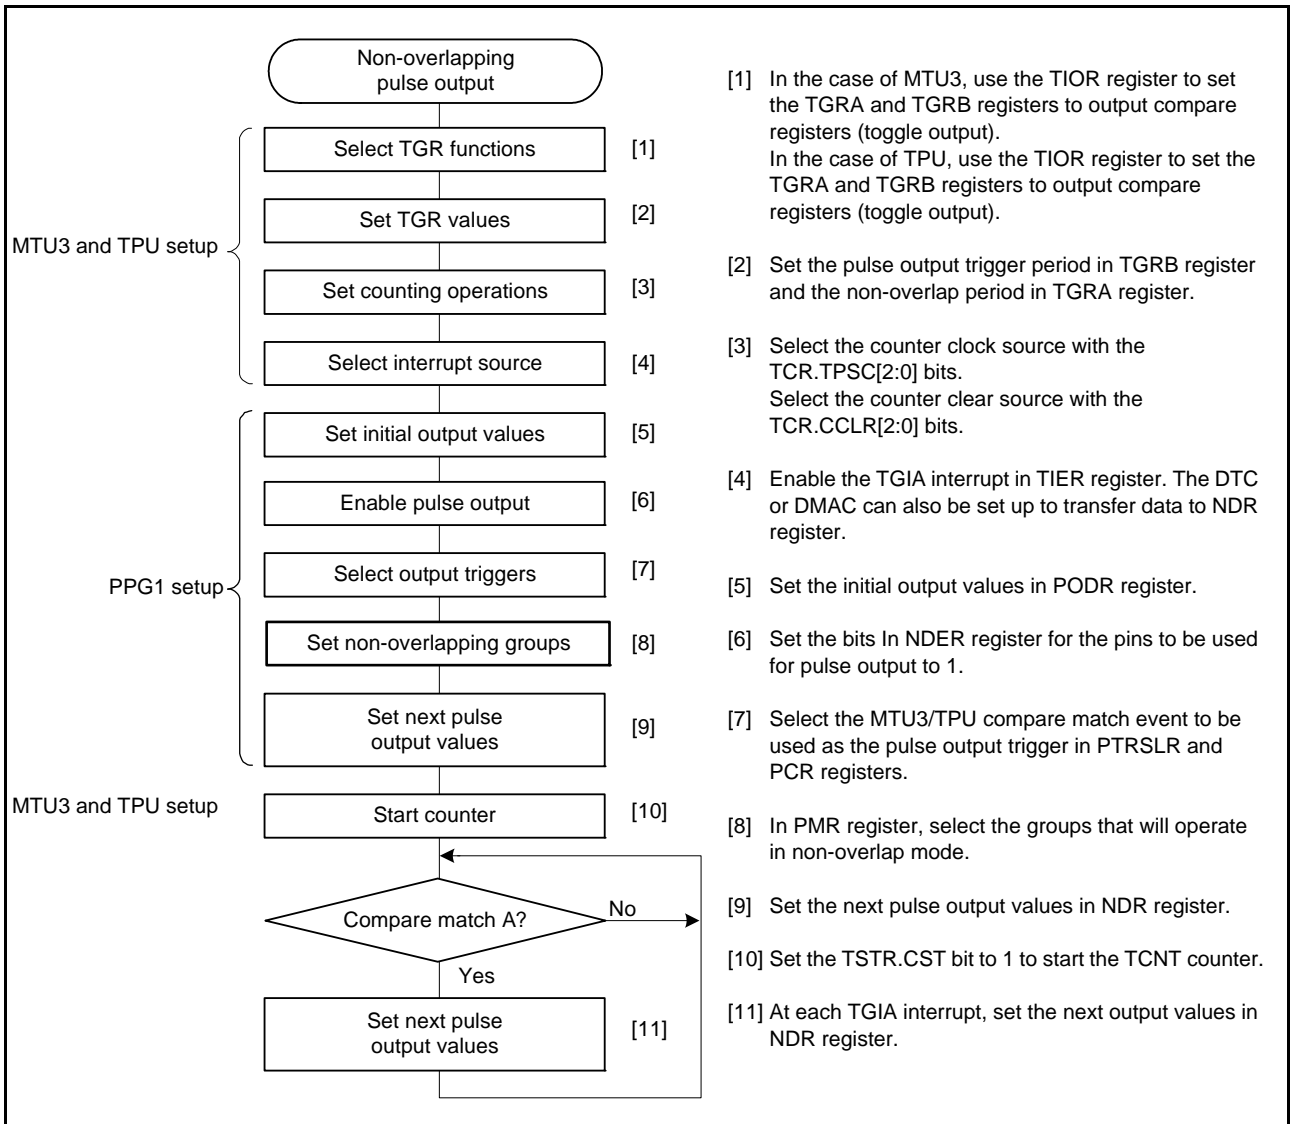 Non-overlapping
pulse output
Select TGR functions
[1]
Set TGR values
[2]
MTU3 and TPU setup
Set counting operations
[3]
Select interrupt source
[4]
Set initial output values
[5]
Enable pulse output
[6]
PPG1 setup
Select output triggers
[7]
Set non-overlapping groups
[8]
Set next pulse
output values
[9]
MTU3 and TPU setup
Start counter
[10]
Compare match A?
No
Yes
Set next pulse
output values
[11]
[1] In the case of MTU3, use the TIOR register to set
the TGRA and TGRB registers to output compare
registers (toggle output).
In the case of TPU, use the TIOR register to set the
TGRA and TGRB registers to output compare
registers (toggle output).
[2] Set the pulse output trigger period in TGRB register
and the non-overlap period in TGRA register.
[3] Select the counter clock source with the
TCR.TPSC[2:0] bits.
Select the counter clear source with the
TCR.CCLR[2:0] bits.
[4] Enable the TGIA interrupt in TIER register. The DTC
or DMAC can also be set up to transfer data to NDR
register.
[5] Set the initial output values in PODR register.
[6] Set the bits In NDER register for the pins to be used
for pulse output to 1.
[7] Select the MTU3/TPU compare match event to be
used as the pulse output trigger in PTRSLR and
PCR registers.
[8] In PMR register, select the groups that will operate
in non-overlap mode.
[9] Set the next pulse output values in NDR register.
[10] Set the TSTR.CST bit to 1 to start the TCNT counter.
[11] At each TGIA interrupt, set the next output values in
NDR register.